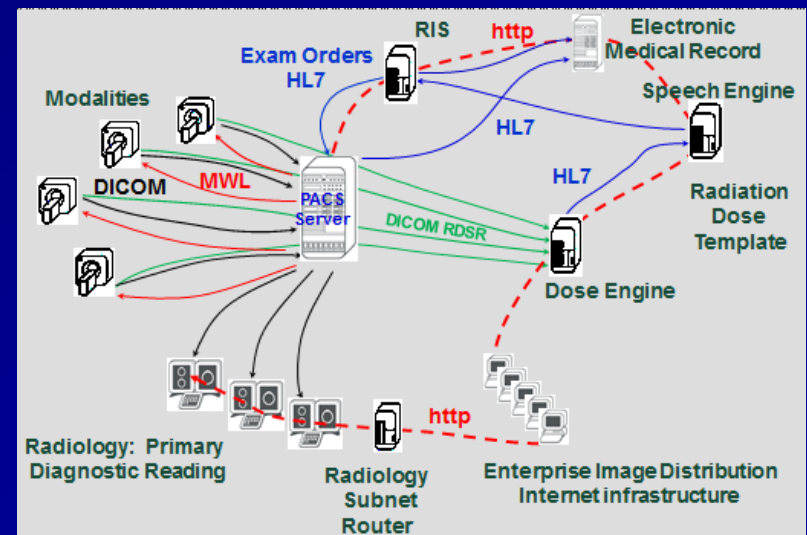 RIS
http
Electronic
Medical Record
Exam Orders
HL7
Modalities
Speech Engine
HL7
DICOM
MWL
PACS
Server
HL7
Radiation
Dose
Template
DICOM RDSR
Dose Engine
http
Radiology: Primary
Diagnostic Reading
Radiology
Subnet
Router
Enterprise Image Distribution
Internet infrastructure